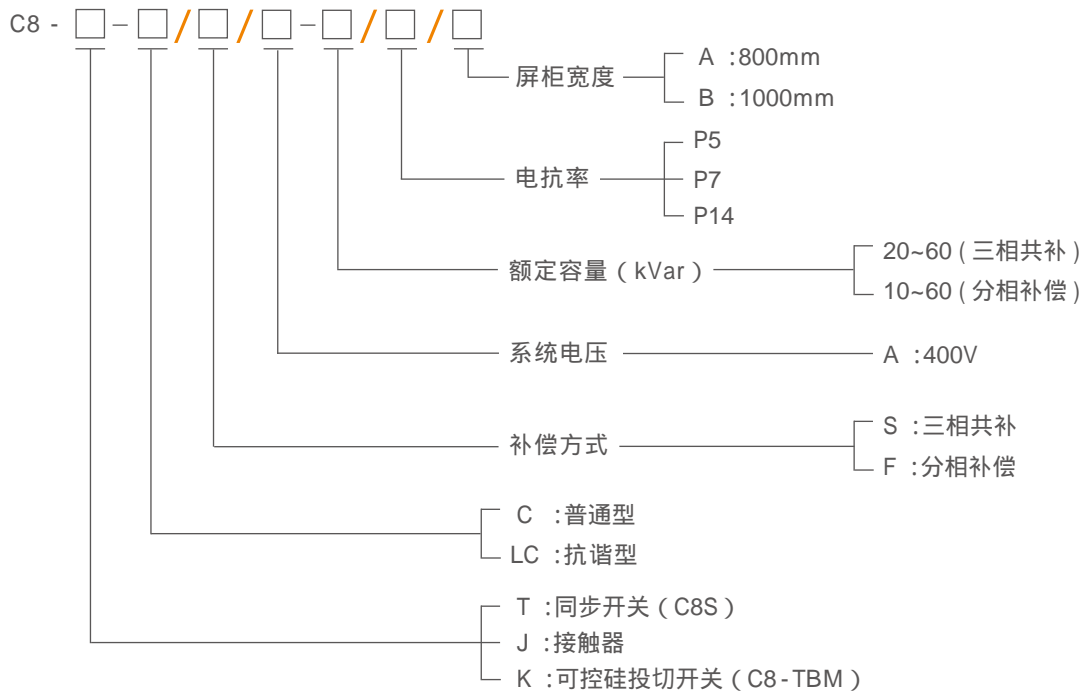 C8 - □ - □ / □ / □ - □ / □ / □
屏柜宽度
A :800mm
B :1000mm
电抗率
P5
P7
P14
额定容量（kVar）
20~60 ( 三相共补 )
10~60 ( 分相补偿 )
系统电压
A :400V
补偿方式
S :三相共补
F :分相补偿
C :普通型
LC :抗谐型
T :同步开关（C8S）
J :接触器
K :可控硅投切开关（C8-TBM）